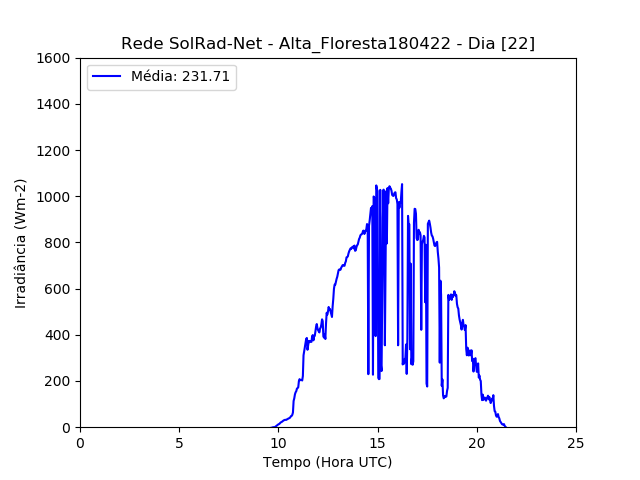 Rede SolRad-Net - Alta_Floresta180422 - Dia [22]
Média: 231.71
Irradiância (Wm-2)
1600
1400
1200
1000
800
600
400
200
0
0 5 10 15 20 25
Tempo (Hora UTC)